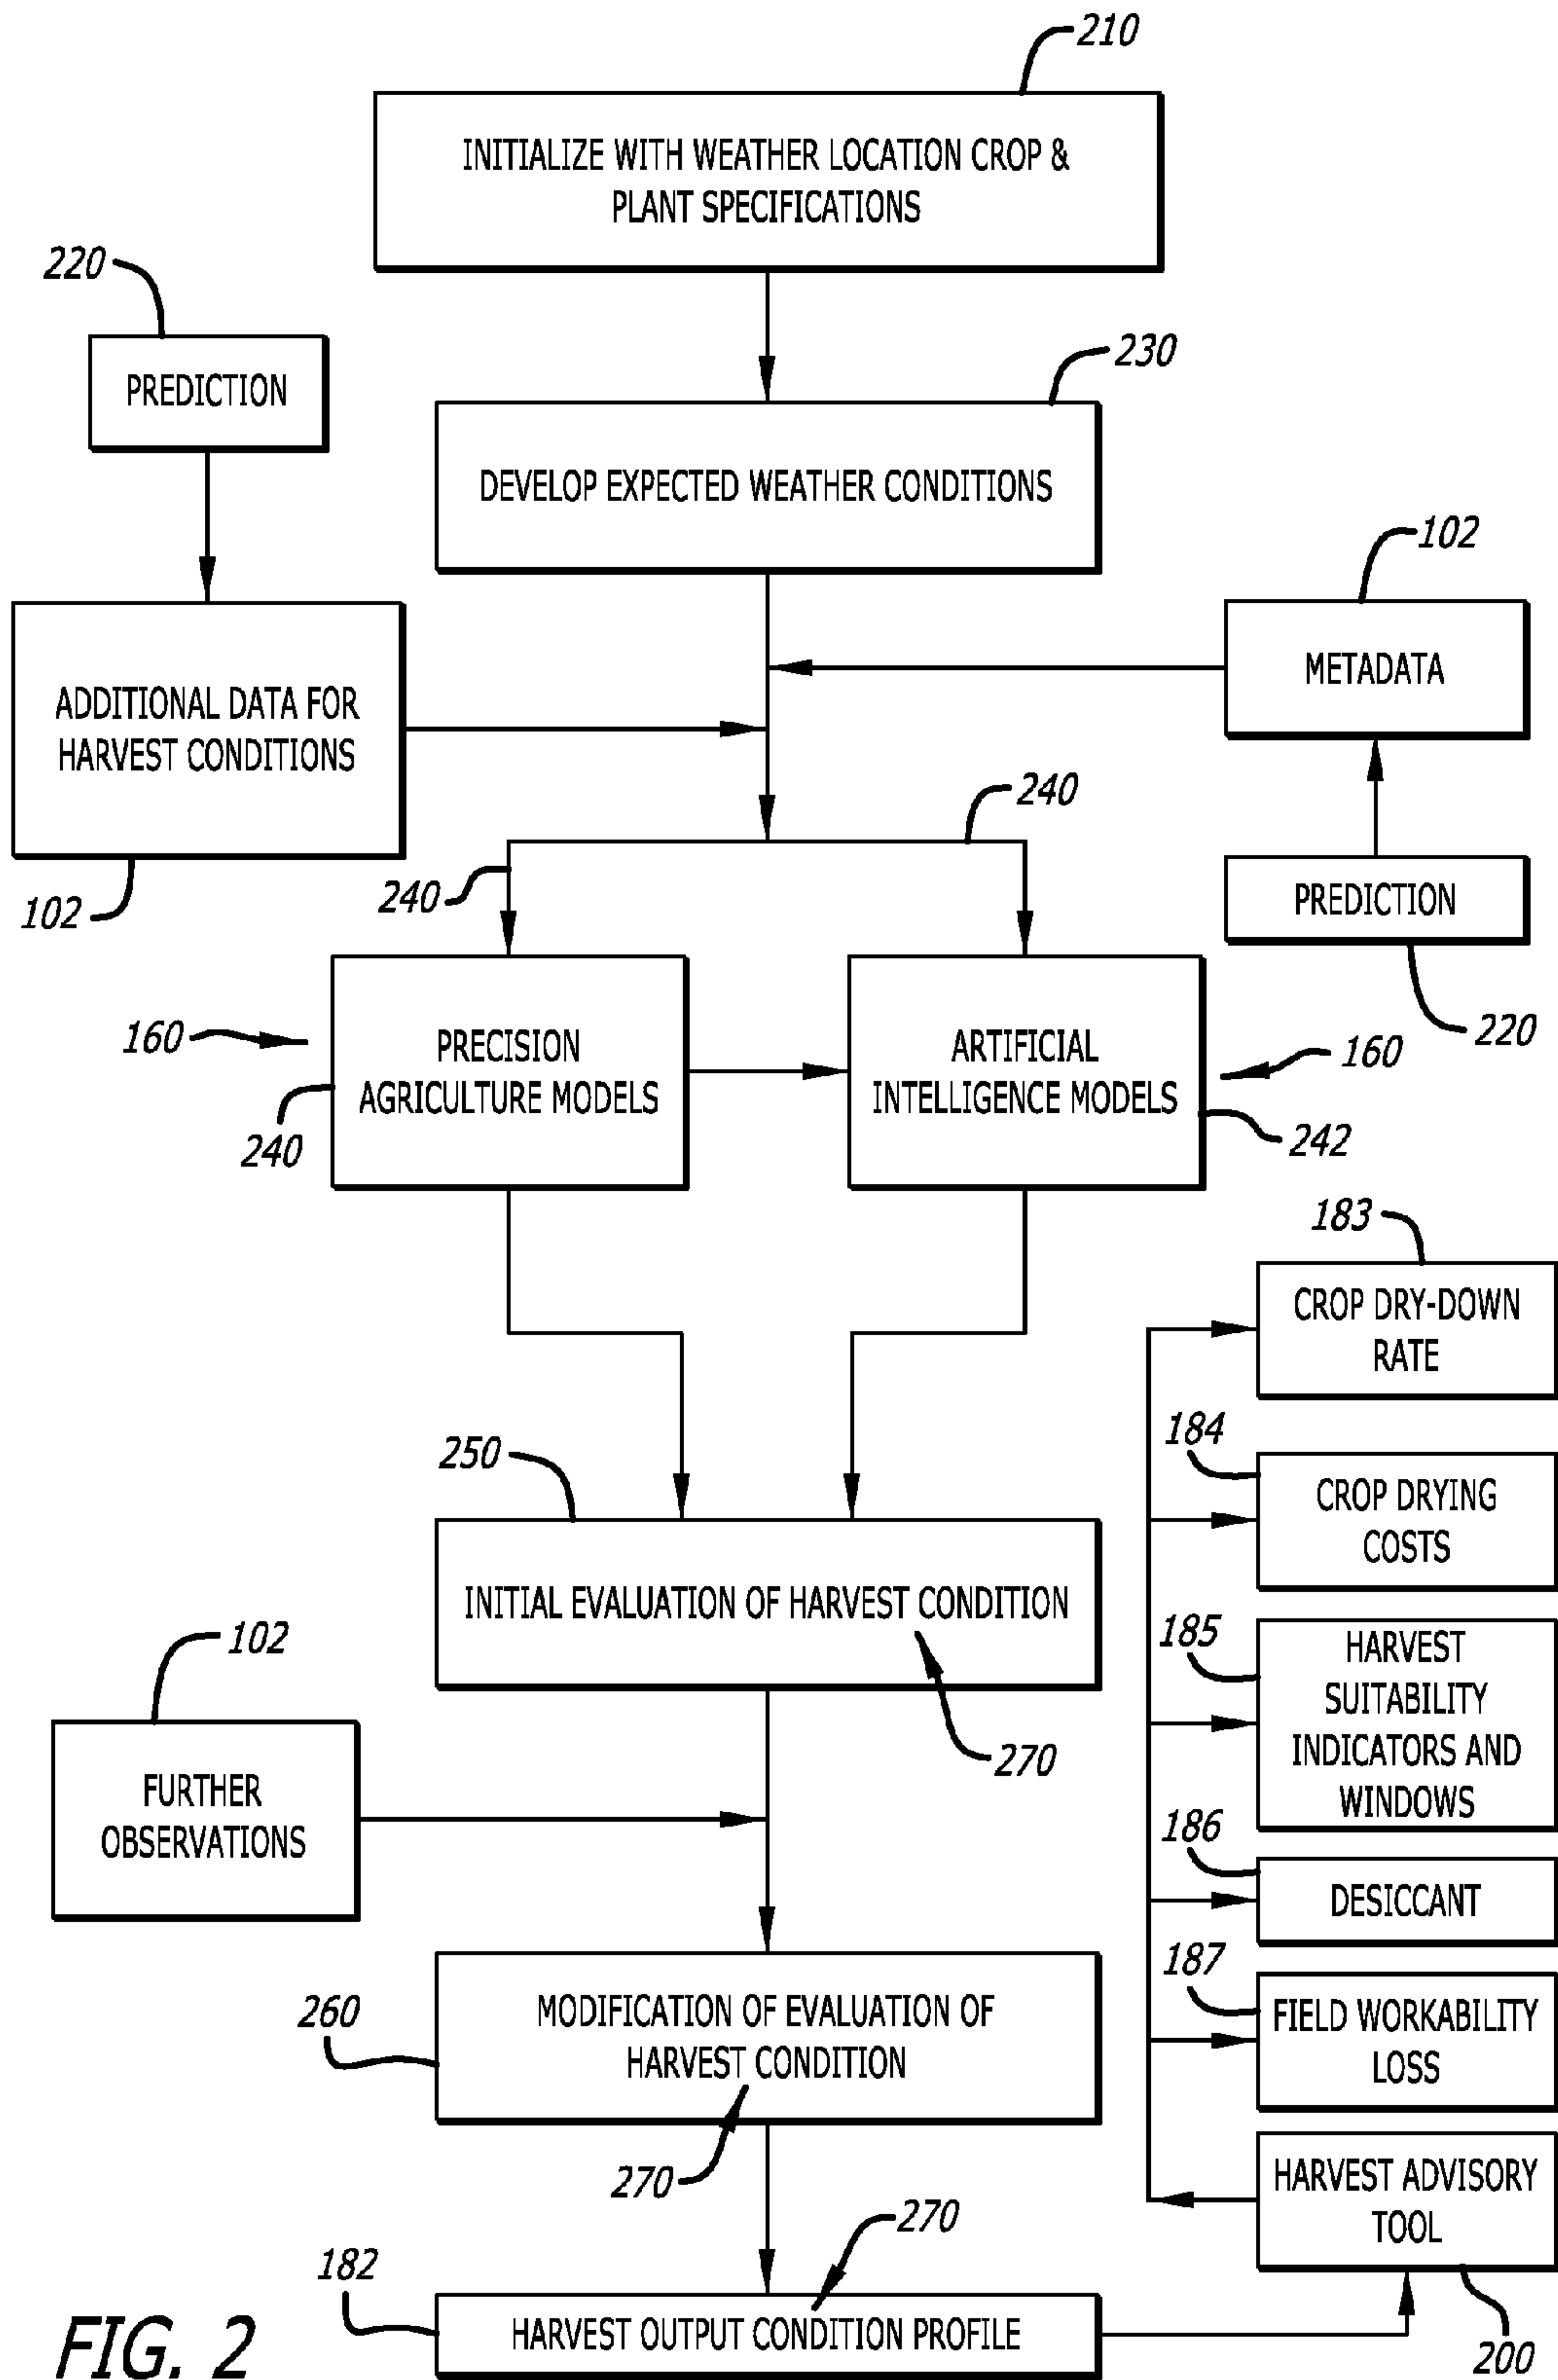 210
INITIALIZE WITH WEATHER LOCATION CROP &
PLANT SPECIFICATIONS
220
PREDICTION
230
DEVELOP EXPECTED WEATHER CONDITIONS
102
METADATA
ADDITIONAL DATA FOR
HARVEST CONDITIONS
102
240
240
PREDICTION
220
160
PRECISION
AGRICULTURE MODELS
240
ARTIFICIAL
INTELLIGENCE MODELS
160
242
183
CROP DRY-DOWN
RATE
184
CROP DRYING
COSTS
250
INITIAL EVALUATION OF HARVEST CONDITION
270
185
HARVEST
SUITABILITY
INDICATORS AND
WINDOWS
102
FURTHER
OBSERVATIONS
186
DESICCANT
187
FIELD WORKABILITY
LOSS
260
MODIFICATION OF EVALUATION OF
HARVEST CONDITION
270
HARVEST ADVISORY
TOOL
200
270
182
HARVEST OUTPUT CONDITION PROFILE
FIG. 2